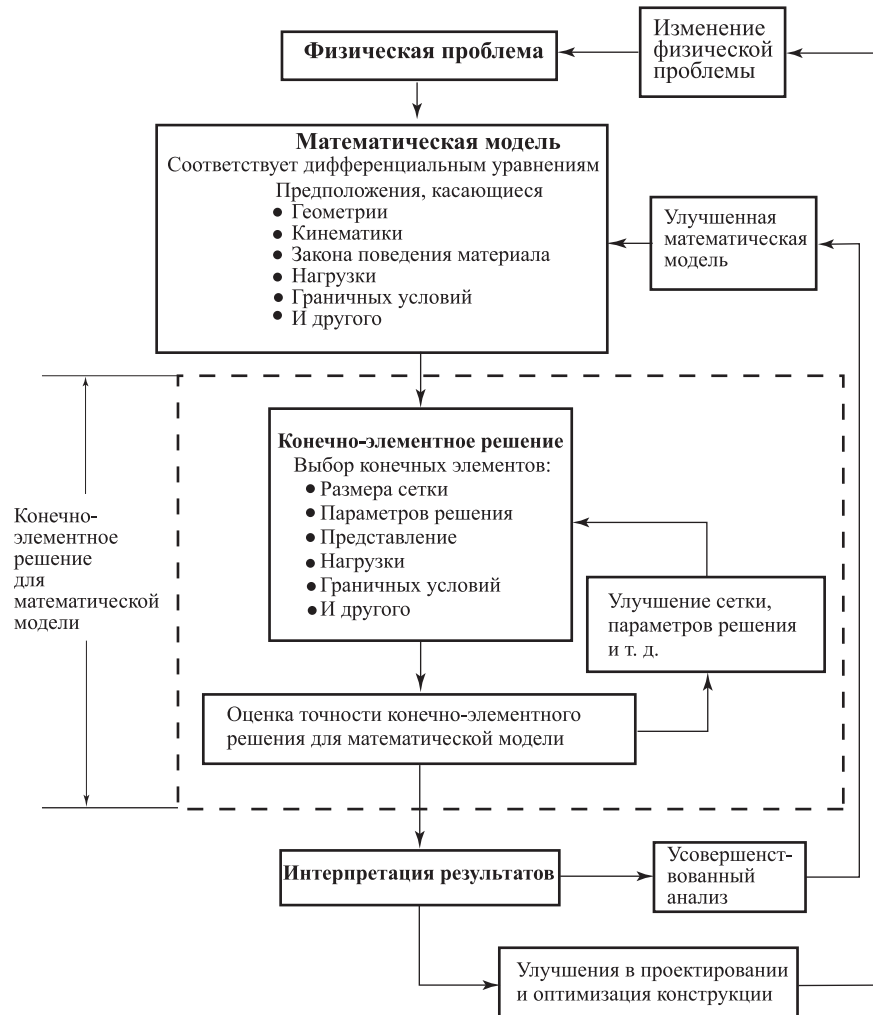 Физическая проблема
Изменение
физической
проблемы
Математическая модель
Соответствует дифференциальным уравнениям
Предположения, касающиеся
● Геометрии
● Кинематики
● Закона поведения материала
● Нагрузки
● Граничных условий
● И другого
Улучшенная
математическая
модель
Конечно-
элементное
решение
для
математической
модели
Конечно-элементное решение
Выбор конечных элементов:
● Размера сетки
● Параметров решения
● Представление
● Нагрузки
● Граничных условий
● И другого
Улучшение сетки,
параметров решения
и т. д.
Оценка точности конечно-элементного
решения для математической модели
Интерпретация результатов
Усовершенст-
вованный
анализ
Улучшения в проектировании
и оптимизация конструкции